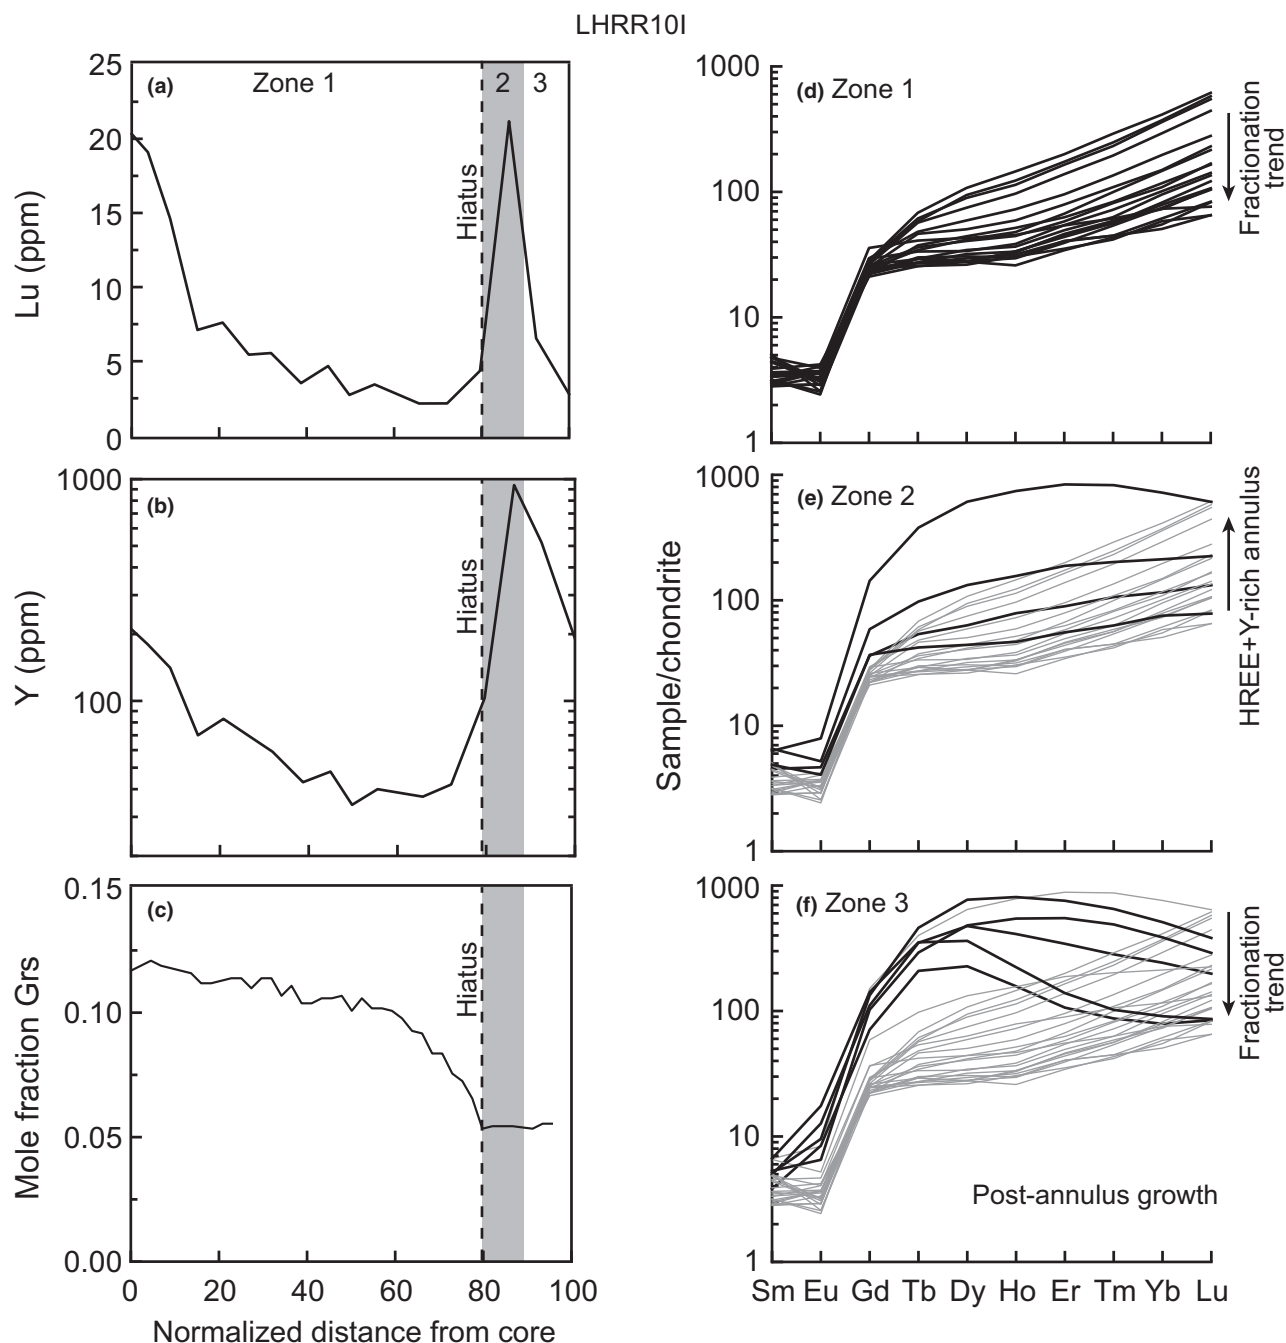 LHRR10I
(a)
Zone 1
2
3
Hiatus
Lu (ppm)
25
20
15
10
5
0
(b)
Hiatus
Y (ppm)
1000
100
(c)
Hiatus
Mole fraction Grs
0.15
0.10
0.05
0.00
0 20 40 60 80 100
Normalized distance from core
(d) Zone 1
1000
100
10
1
Fractionation
trend
(e) Zone 2
1000
100
10
1
HREE+Y-rich annulus
Sample/chondrite
(f) Zone 3
1000
100
10
1
Fractionation
trend
Post-annulus growth
Sm Eu Gd Tb Dy Ho Er Tm Yb Lu